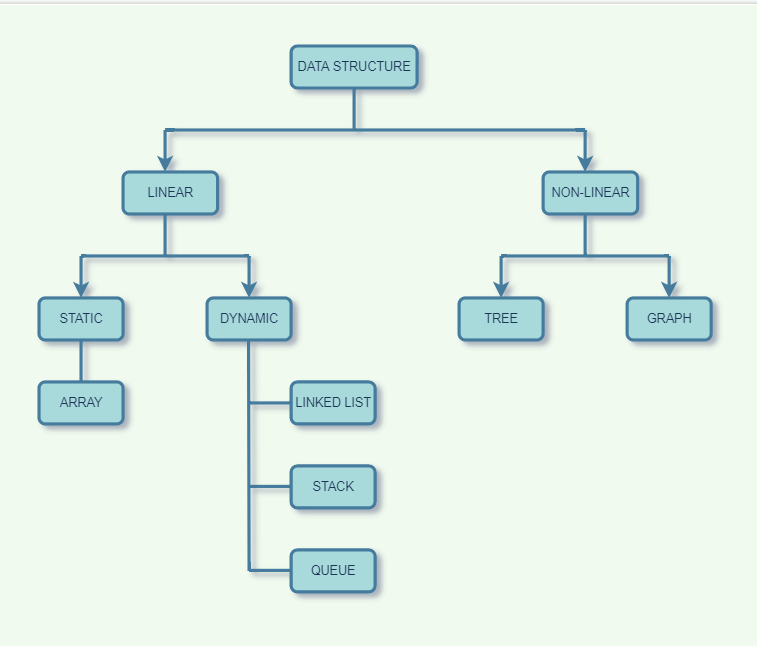 DATA STRUCTURE
LINEAR
NON-LINEAR
STATIC
DYNAMIC
TREE
GRAPH
ARRAY
LINKED LIST
STACK
QUEUE